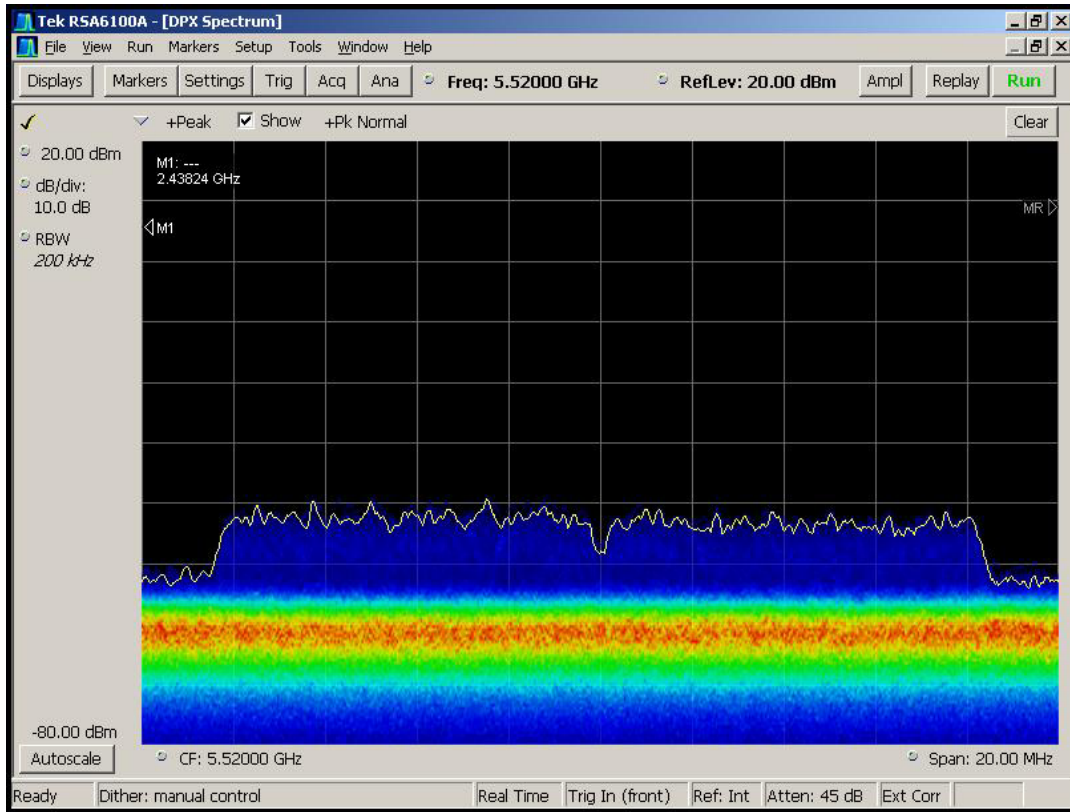 Tek RSA6100A - [DPX Spectrum]
File View Run Markers Setup Tools Window Help
Displays Markers Settings Trig Acq Ana Freq: 5.52000 GHz RefLev: 20.00 dBm Ampl Replay Run
+Peak Show +Pk Normal Clear
20.00 dBm
dB/div:
10.0 dB
RBW
200 kHz
M1: ---
2.43824 GHz
MR
M1
-80.00 dBm
Autoscale CF: 5.52000 GHz Span: 20.00 MHz
Ready Dither: manual control Real Time Trig In (front) Ref: Int Atten: 45 dB Ext Corr